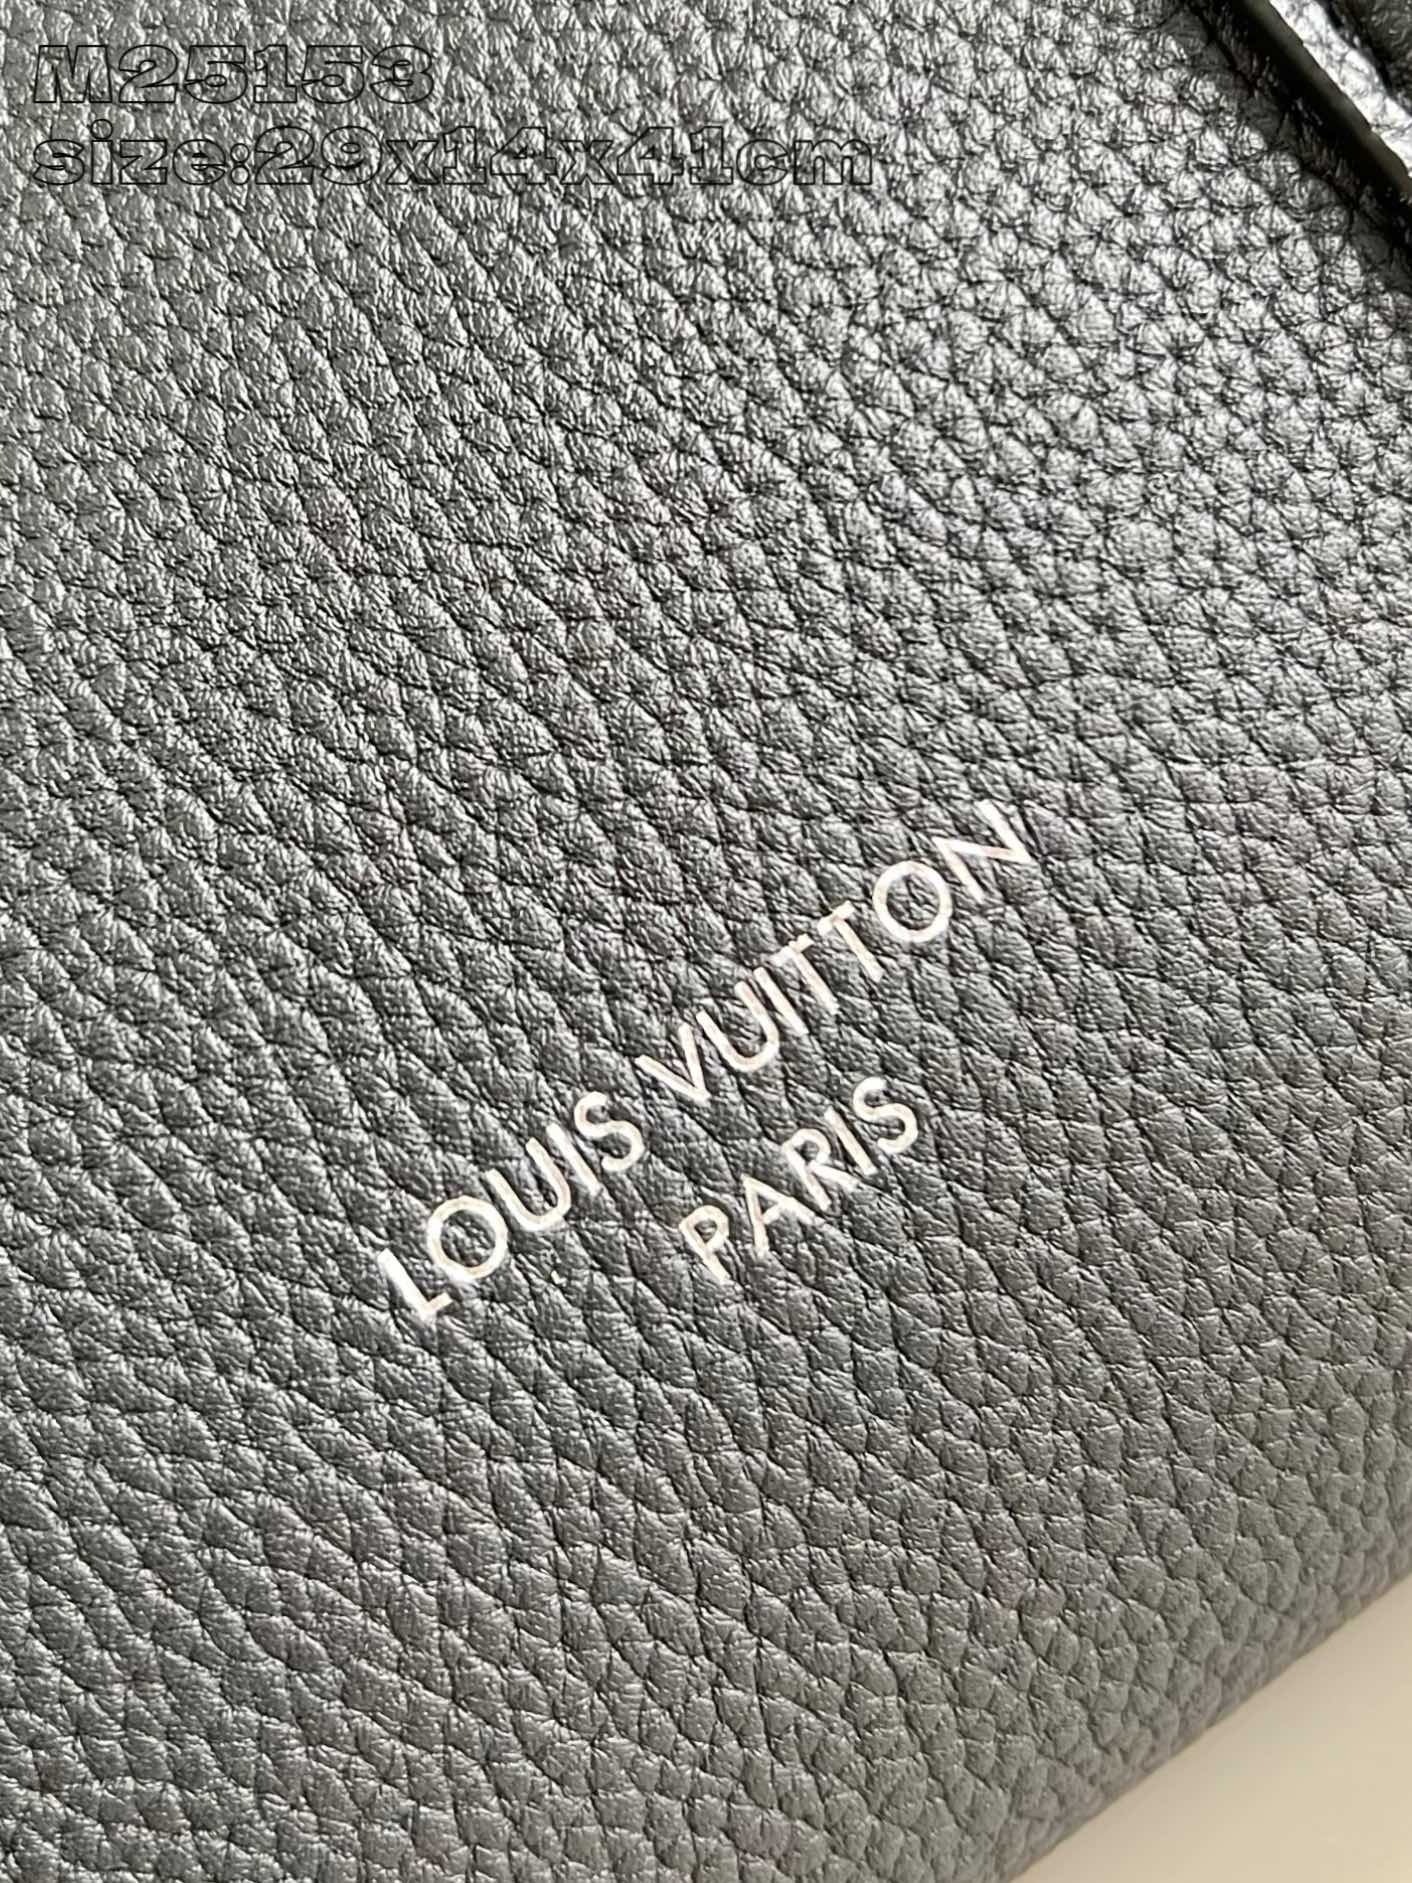 M25153
size:29x14x41cm
LOUIS VUITTON
PARIS